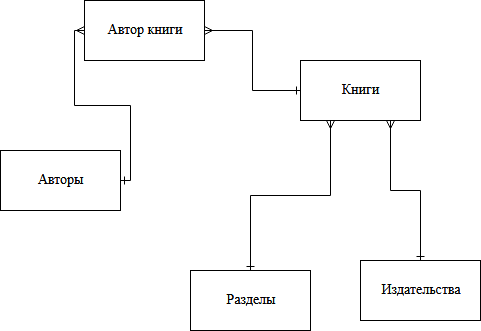 Автор книги
Книги
Авторы
Разделы
Издательства